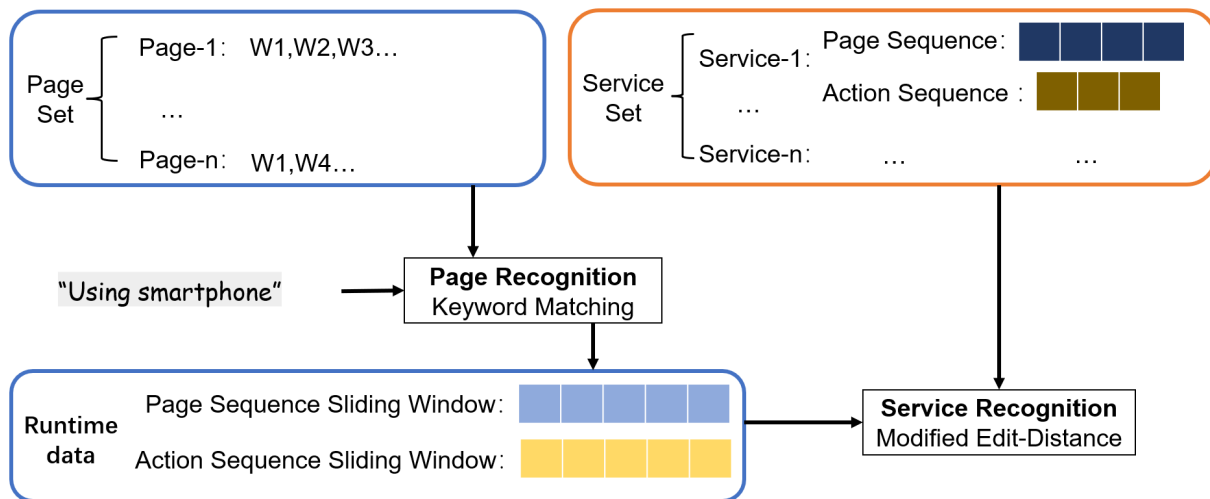 Page Set
Page-1: W1,W2,W3…
…
Page-n: W1,W4…
Service Set
Service-1
Page Sequence:
Action Sequence :
…
Service-n: … …
"Using smartphone"
Page Recognition
Keyword Matching
Runtime data
Page Sequence Sliding Window:
Action Sequence Sliding Window:
Service Recognition
Modified Edit-Distance